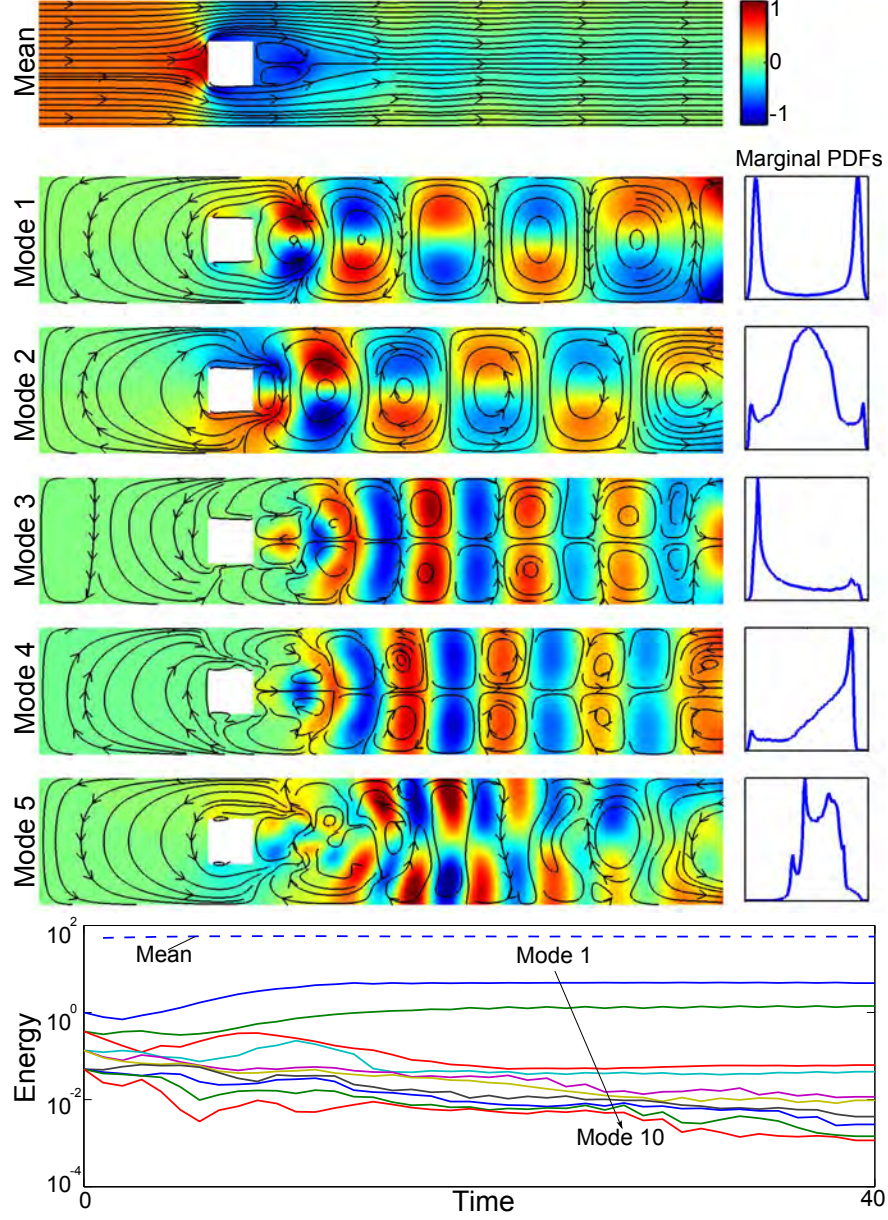 Mean
1
0
-1
Marginal PDFs
Mode 1
Mode 2
Mode 3
Mode 4
Mode 5
10^2
10^0
10^-2
10^-4
Energy
Mean
Mode 1
Mode 10
0
Time
40